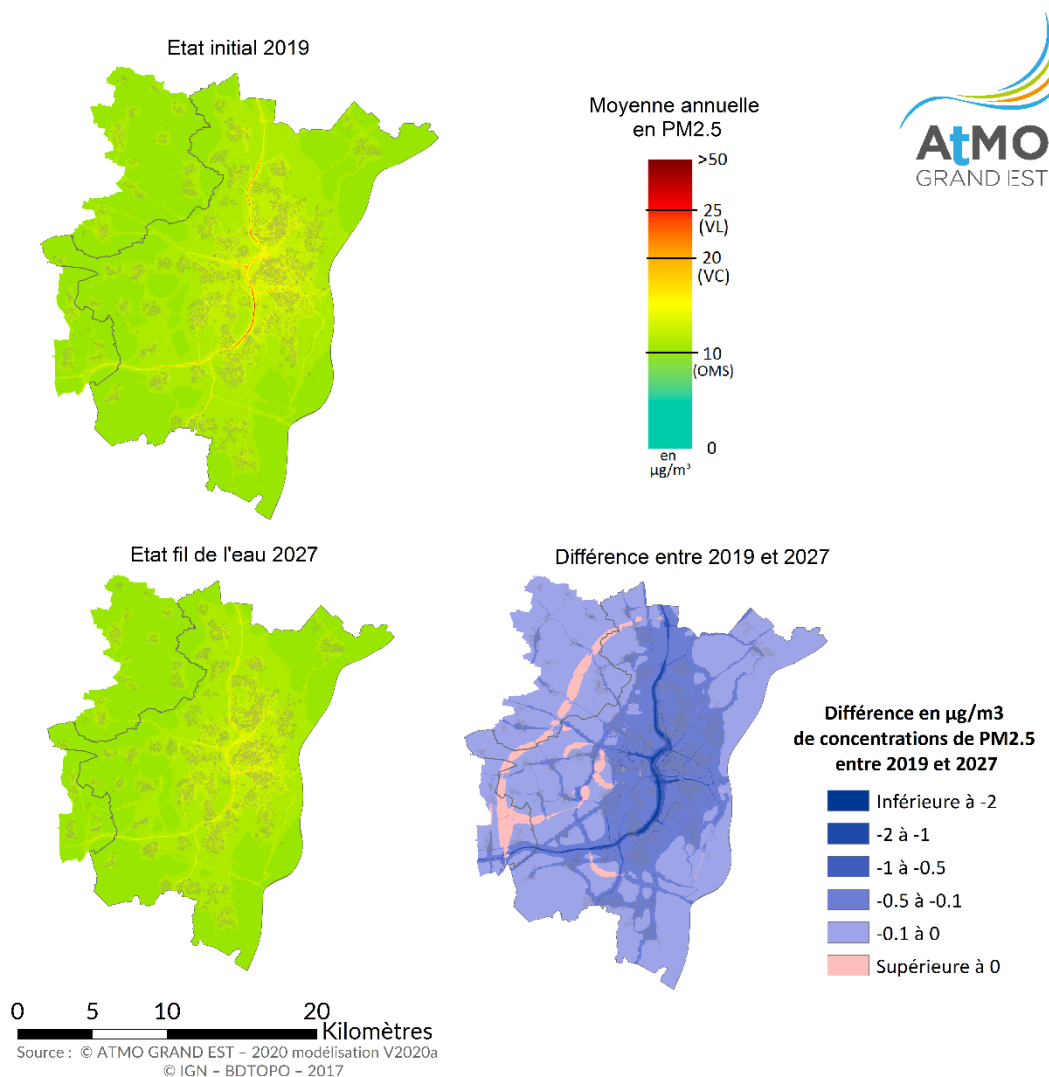 Etat initial 2019
Moyenne annuelle
en PM2.5
>50
25
(VL)
20
(VC)
10
(OMS)
0
en
µg/m³
AtMO
GRAND EST
Etat fil de l'eau 2027
Différence entre 2019 et 2027
Différence en µg/m3
de concentrations de PM2.5
entre 2019 et 2027
Inférieure à -2
-2 à -1
-1 à -0.5
-0.5 à -0.1
-0.1 à 0
Supérieure à 0
0 5 10 20
Kilomètres
Source : © ATMO GRAND EST – 2020 modélisation V2020a
© IGN – BDTOPO – 2017